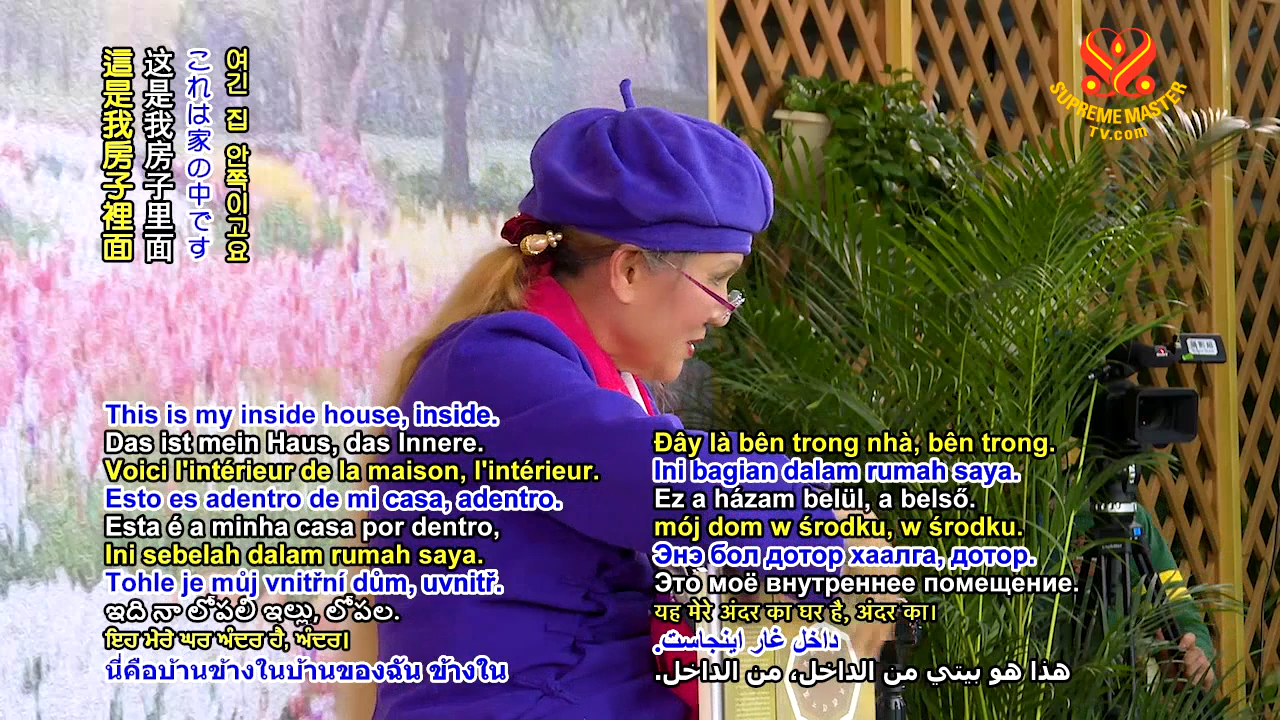 這是我房子裡面
这是我房子里面
これは家の中です
여긴 집 안쪽이고요
SUPREME MASTER
TV.com
This is my inside house, inside.
Das ist mein Haus, das Innere.
Voici l'intérieur de la maison, l'intérieur.
Esto es adentro de mi casa, adentro.
Esta é a minha casa por dentro,
Ini sebelah dalam rumah saya.
Tohle je můj vnitřní dům, uvnitř.
ఇది నా లోపలి ఇల్లు, లోపల.
ਇਹ ਮੇਰੇ ਘਰ ਅੰਦਰ ਹੈ, ਅੰਦਰ।
นี่คือบ้านข้างในบ้านของฉัน ข้างใน
Đây là bên trong nhà, bên trong.
Ini bagian dalam rumah saya.
Ez a házam belül, a belső.
mój dom w środku, w środku.
Энэ бол дотор хаалга, дотор.
Это моё внутреннее помещение.
यह मेरे अंदर का घर है, अंदर का।
داخل غار اینجاست.
هذا هو بيتي من الداخل، من الداخل.